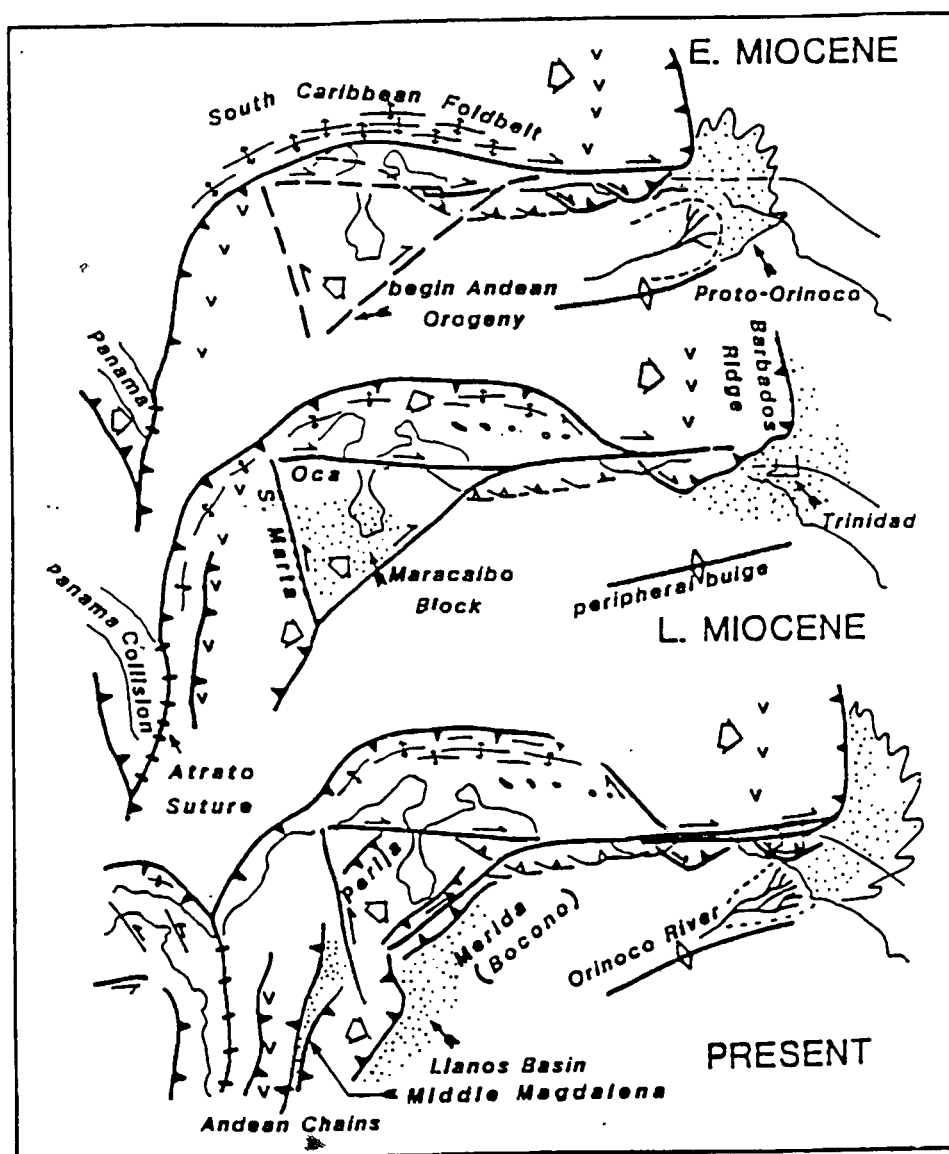 E. MIOCENE
South Caribbean Foldbelt
begin Andean
Orogeny
Proto-Orinoco
Panama
Barbados
Ridge
Oca
S. Marta
Maracaibo
Block
Trinidad
peripheral bulge
L. MIOCENE
Panama Collision
Atrato
Suture
Perija
Merida
(Bocono)
Orinoco River
Llanos Basin
Middle Magdalena
PRESENT
Andean Chains